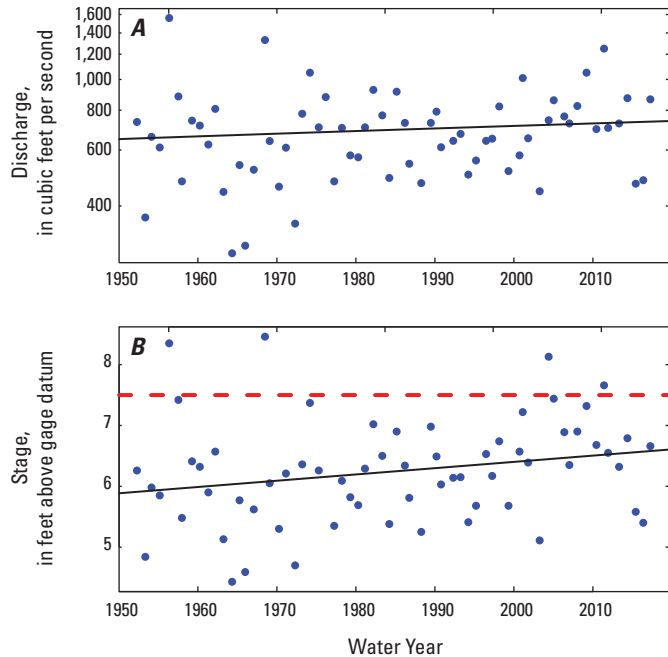 A
1,600
1,400
1,200
1,000
800
600
400
Discharge,
in cubic feet per second
1950 1960 1970 1980 1990 2000 2010
B
8
7
6
5
Stage,
in feet above gage datum
1950 1960 1970 1980 1990 2000 2010
Water Year